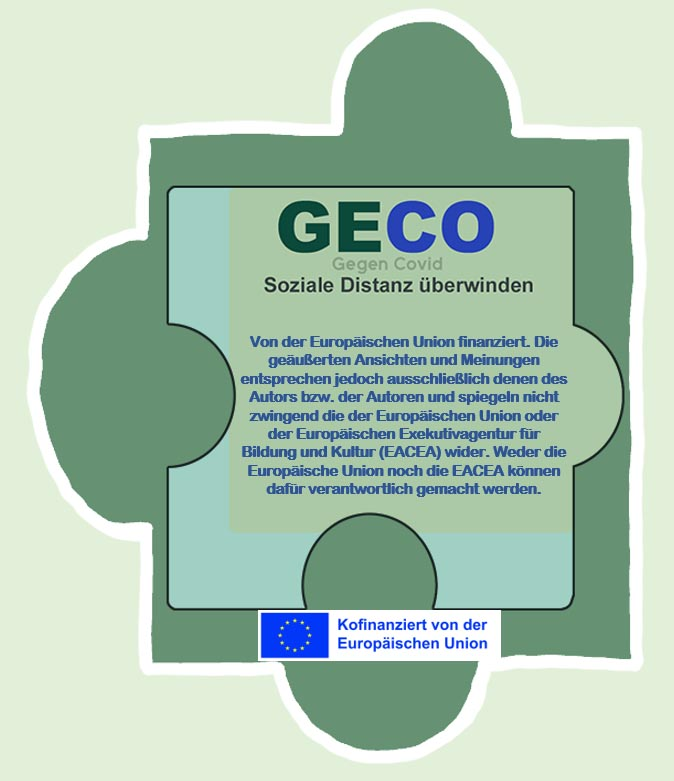 GECO
Gegen Covid
Soziale Distanz überwinden
Von der Europäischen Union finanziert. Die
geäußerten Ansichten und Meinungen
entsprechen jedoch ausschließlich denen des
Autors bzw. der Autoren und spiegeln nicht
zwingend die der Europäischen Union oder
der Europäischen Exekutivagentur für
Bildung und Kultur (EACEA) wider. Weder die
Europäische Union noch die EACEA können
dafür verantwortlich gemacht werden.
Kofinanziert von der
Europäischen Union